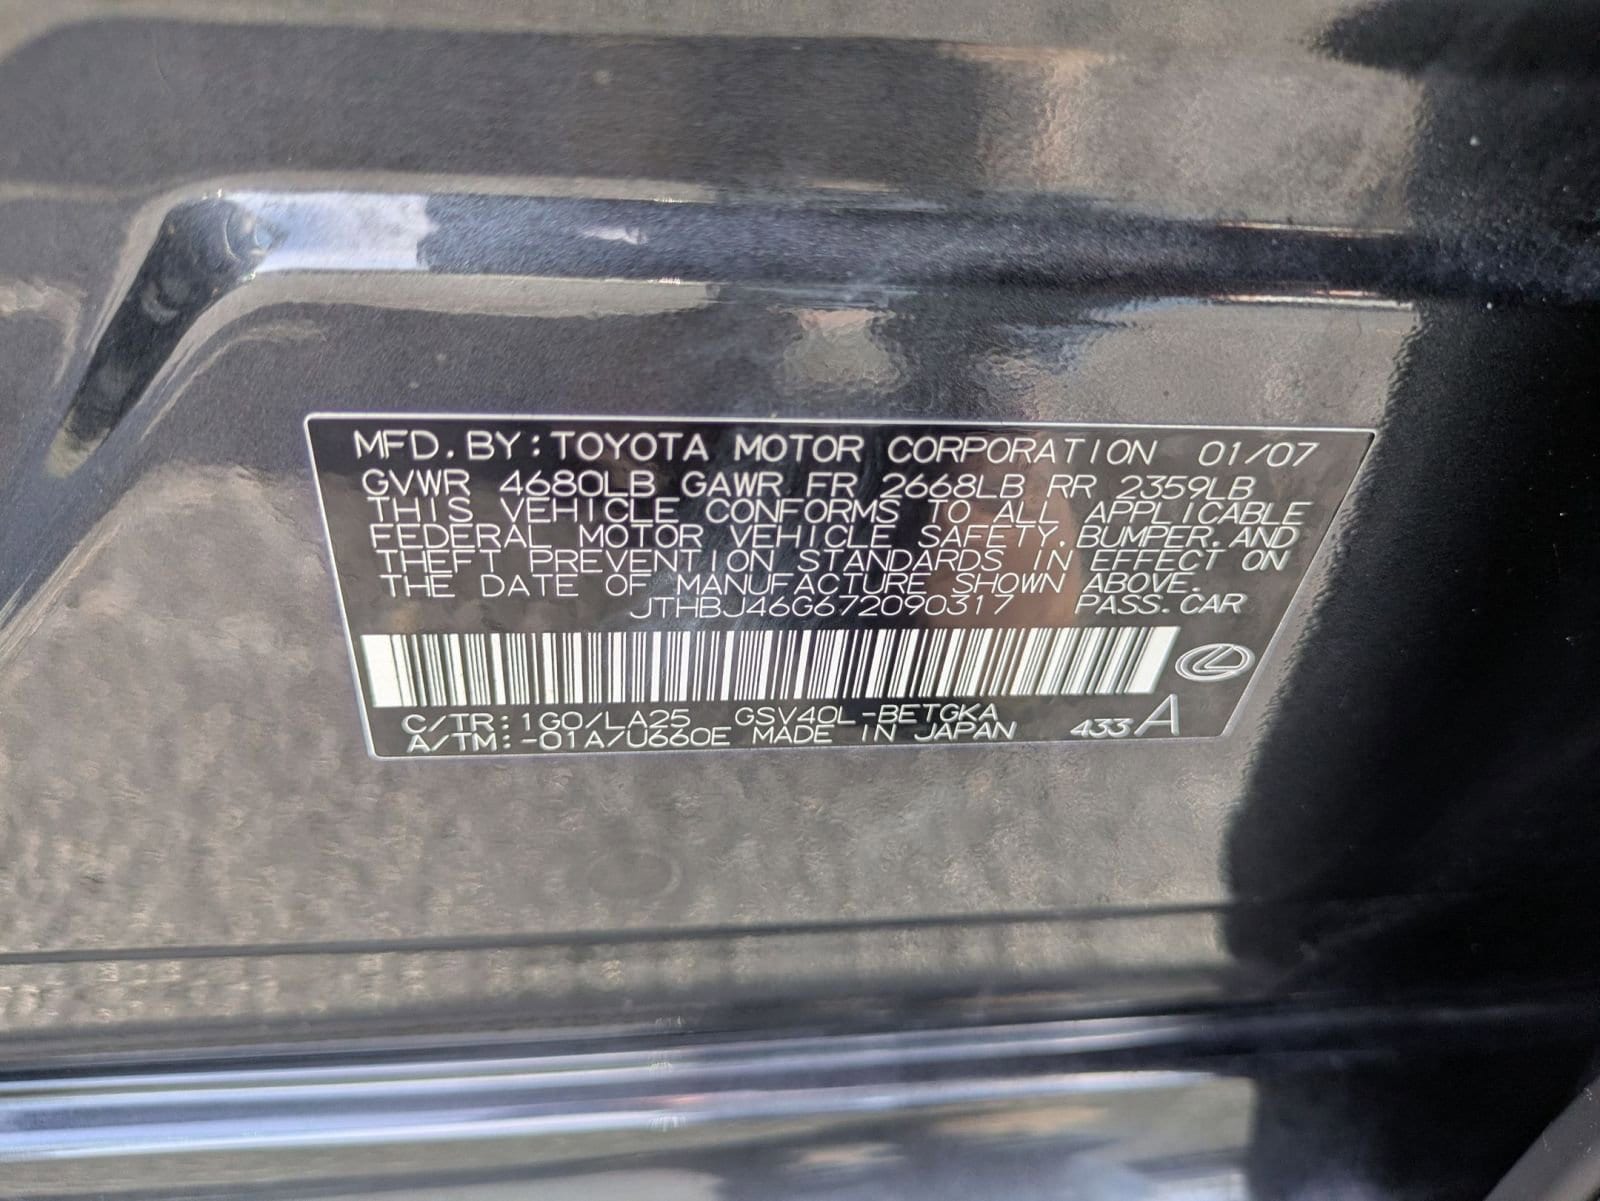 MFD. BY: TOYOTA MOTOR CORPORATION 01/07
GVWR 4680LB GAWR FR 2668LB RR 2359LB
THIS VEHICLE CONFORMS TO ALL APPLICABLE
FEDERAL MOTOR VEHICLE SAFETY, BUMPER, AND
THEFT PREVENTION STANDARDS IN EFFECT ON
THE DATE OF MANUFACTURE SHOWN ABOVE.
JTHBJ46G672090317 PASS. CAR
C/TR: 1G0/LA25 GSV40L-BETGKA
A/TM: -01A/U660E MADE IN JAPAN 433A